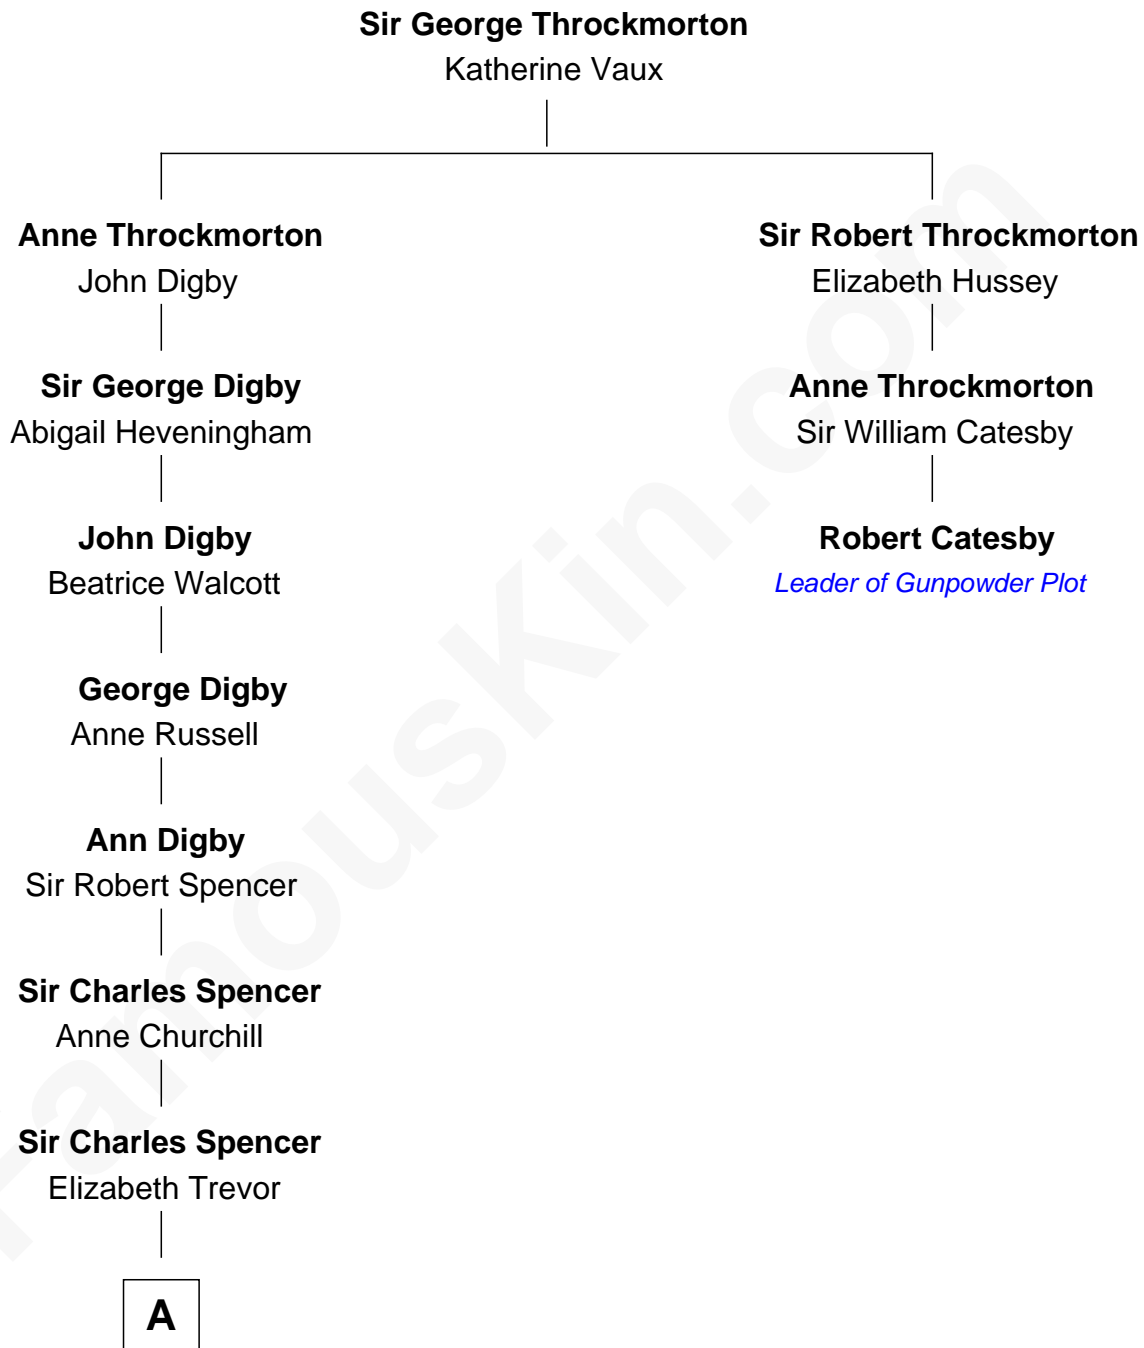 Sir George Throckmorton
Katherine Vaux
Anne Throckmorton
John Digby
Sir Robert Throckmorton
Elizabeth Hussey
Sir George Digby
Abigail Heveningham
Anne Throckmorton
Sir William Catesby
John Digby
Beatrice Walcott
Robert Catesby
Leader of Gunpowder Plot
George Digby
Anne Russell
Ann Digby
Sir Robert Spencer
Sir Charles Spencer
Anne Churchill
Sir Charles Spencer
Elizabeth Trevor
A
FamousKin.com